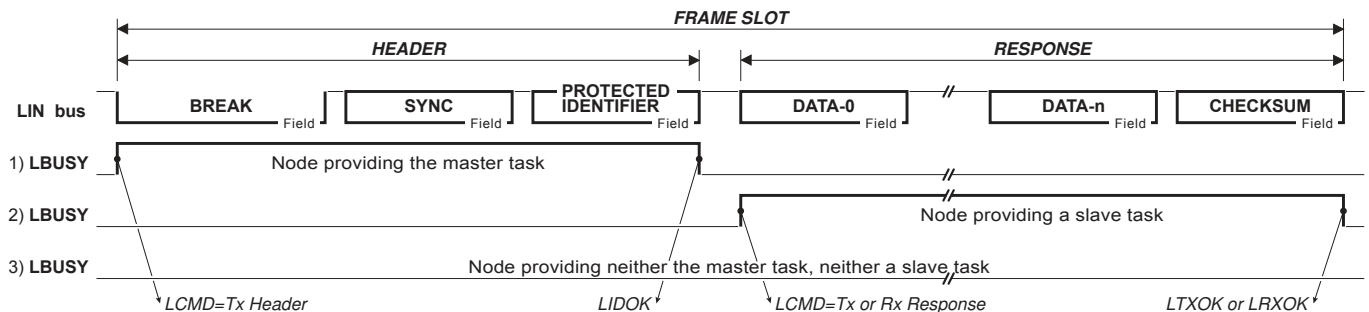 FRAME SLOT
HEADER RESPONSE
LIN bus BREAK Field SYNC Field PROTECTED IDENTIFIER Field DATA-0 Field DATA-n Field CHECKSUM Field
1) LBUSY Node providing the master task
2) LBUSY Node providing a slave task
3) LBUSY Node providing neither the master task, neither a slave task
LCMD=Tx Header LIDOK LCMD=Tx or Rx Response LTXOK or LRXOK